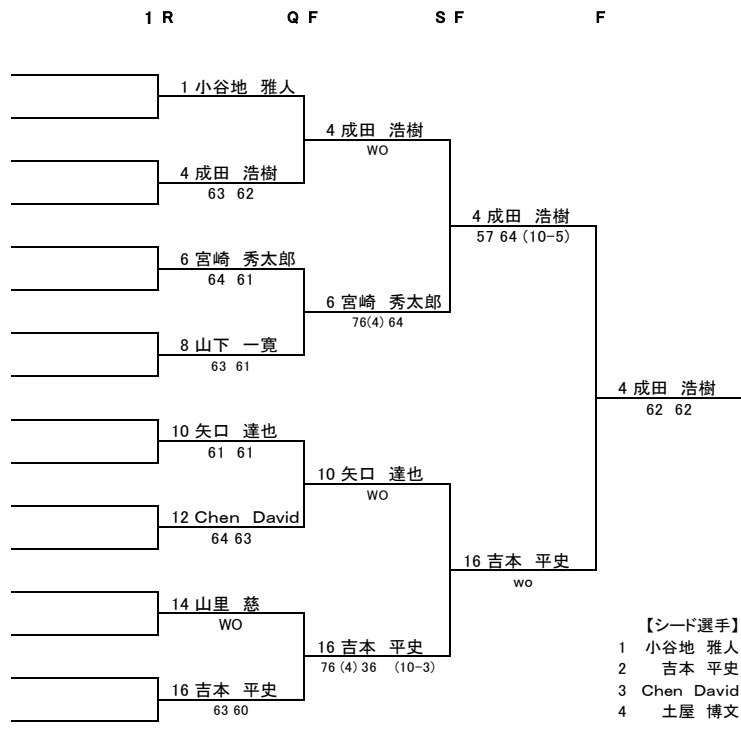 1 R Q F S F F
1 小谷地 雅人
4 成田 浩樹
WO
4 成田 浩樹
63 62
4 成田 浩樹
57 64 (10-5)
6 宮崎 秀太郎
64 61
6 宮崎 秀太郎
76(4) 64
8 山下 一寛
63 61
4 成田 浩樹
62 62
10 矢口 達也
61 61
10 矢口 達也
WO
12 Chen David
64 63
16 吉本 平史
wo
14 山里 慈
WO
16 吉本 平史
76 (4) 36 (10-3)
16 吉本 平史
63 60
【シード選手】
1 小谷地 雅人
2 吉本 平史
3 Chen David
4 土屋 博文